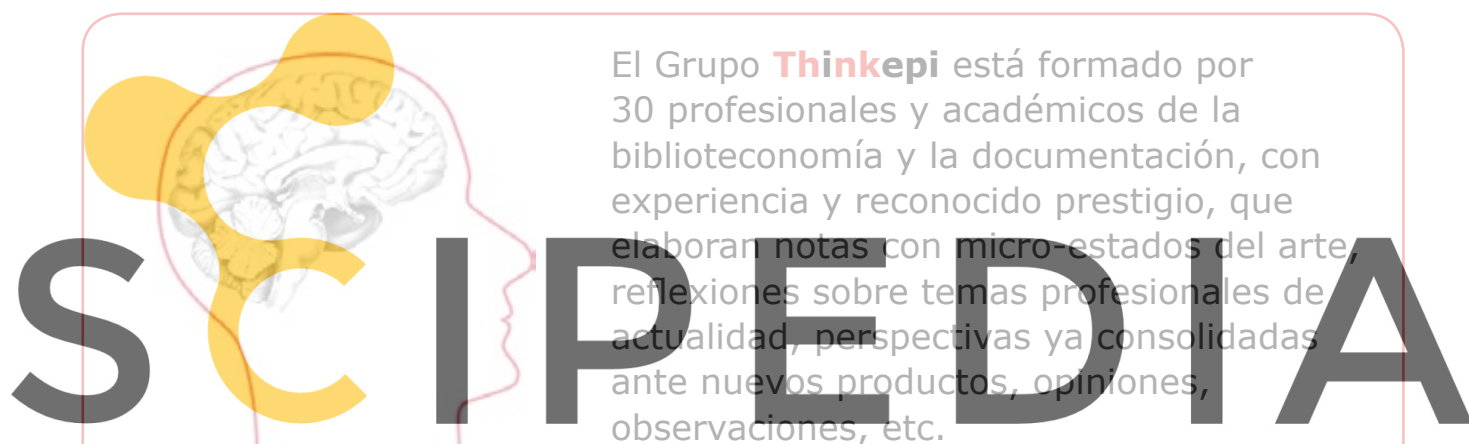 El Grupo Thinkepi está formado por
30 profesionales y académicos de la
biblioteconomía y la documentación, con
experiencia y reconocido prestigio, que
elaboran notas con micro-estados del arte,
reflexiones sobre temas profesionales de
actualidad, perspectivas ya consolidadas
ante nuevos productos, opiniones,
observaciones, etc.
SCIPEDIA